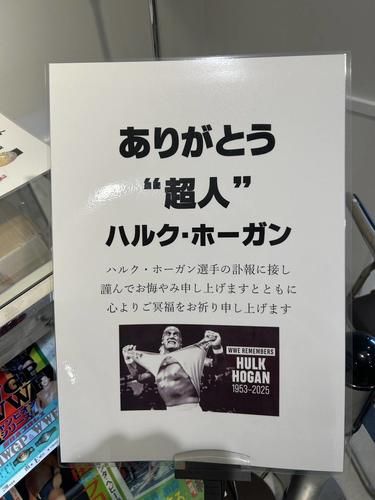 ありがとう
“超人”
ハルク・ホーガン
ハルク・ホーガン選手の訃報に接し
謹んでお悔やみ申し上げますとともに
心よりご冥福をお祈り申し上げます
WWE REMEMBERS
HULK
HOGAN
1953-2025